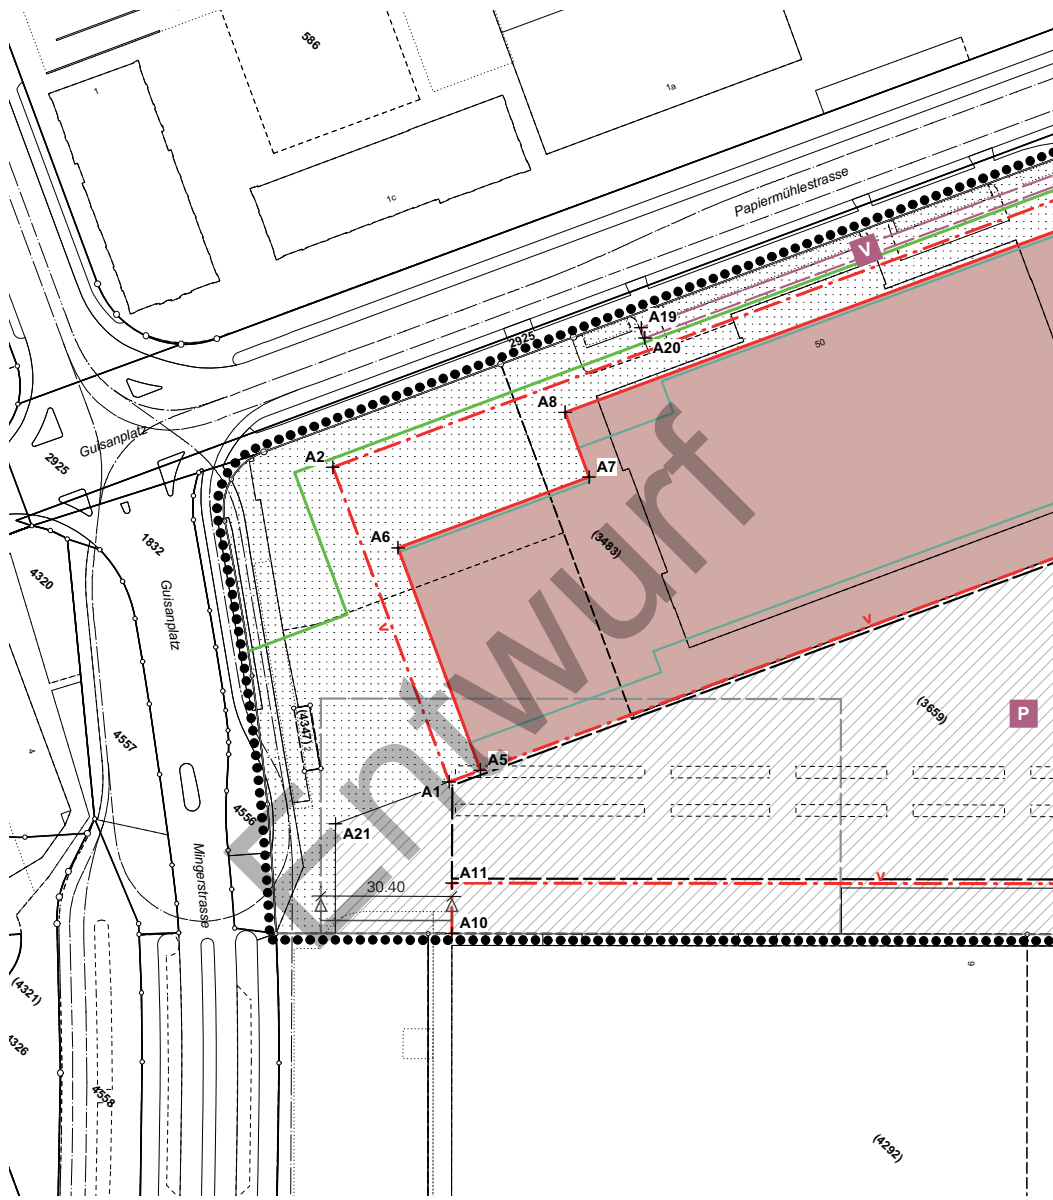 586
1
1a
1c
Papiermühlestrasse
V
A19
2925
A20
50
A8
Guisanplatz
A2
2925
A7
A6
1832
(3483)
4320
Guisanplatz
V
V
Entwurf
(3659)
P
(4347)
4557
4
A5
A1
4556
A21
Mingerstrasse
A11
V
30.40
A10
9
(4321)
4326
4558
(4292)